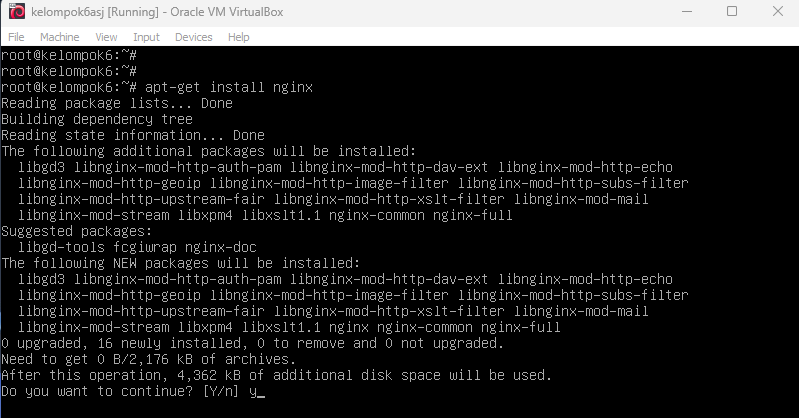 kelompok6asj [Running] - Oracle VM VirtualBox
File Machine View Input Devices Help
root@kelompok6:~#
root@kelompok6:~#
root@kelompok6:~# apt-get install nginx
Reading package lists... Done
Building dependency tree
Reading state information... Done
The following additional packages will be installed:
  libgd3 libnginx-mod-http-auth-pam libnginx-mod-http-dav-ext libnginx-mod-http-echo
  libnginx-mod-http-geoip libnginx-mod-http-image-filter libnginx-mod-http-subs-filter
  libnginx-mod-http-upstream-fair libnginx-mod-http-xslt-filter libnginx-mod-mail
  libnginx-mod-stream libxpm4 libxslt1.1 nginx-common nginx-full
Suggested packages:
  libgd-tools fcgiwrap nginx-doc
The following NEW packages will be installed:
  libgd3 libnginx-mod-http-auth-pam libnginx-mod-http-dav-ext libnginx-mod-http-echo
  libnginx-mod-http-geoip libnginx-mod-http-image-filter libnginx-mod-http-subs-filter
  libnginx-mod-http-upstream-fair libnginx-mod-http-xslt-filter libnginx-mod-mail
  libnginx-mod-stream libxpm4 libxslt1.1 nginx nginx-common nginx-full
0 upgraded, 16 newly installed, 0 to remove and 0 not upgraded.
Need to get 0 B/2,176 kB of archives.
After this operation, 4,362 kB of additional disk space will be used.
Do you want to continue? [Y/n] y_